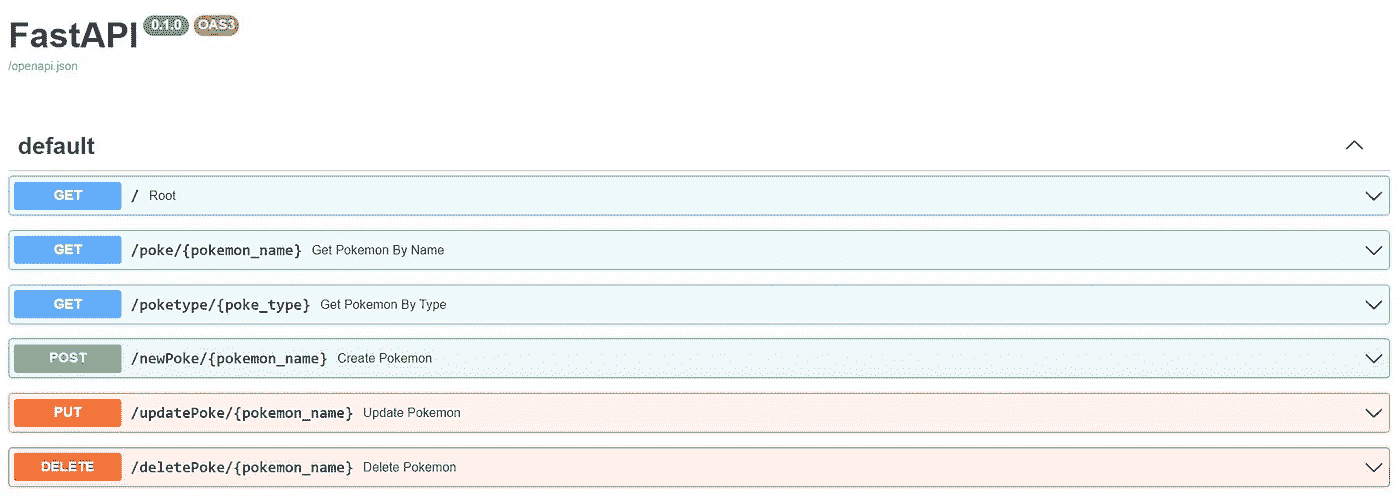 FastAPI 0.1.0 OAS3
/openapi.json
default
GET / Root
GET /poke/{pokemon_name} Get Pokemon By Name
GET /poketype/{poke_type} Get Pokemon By Type
POST /newPoke/{pokemon_name} Create Pokemon
PUT /updatePoke/{pokemon_name} Update Pokemon
DELETE /deletePoke/{pokemon_name} Delete Pokemon